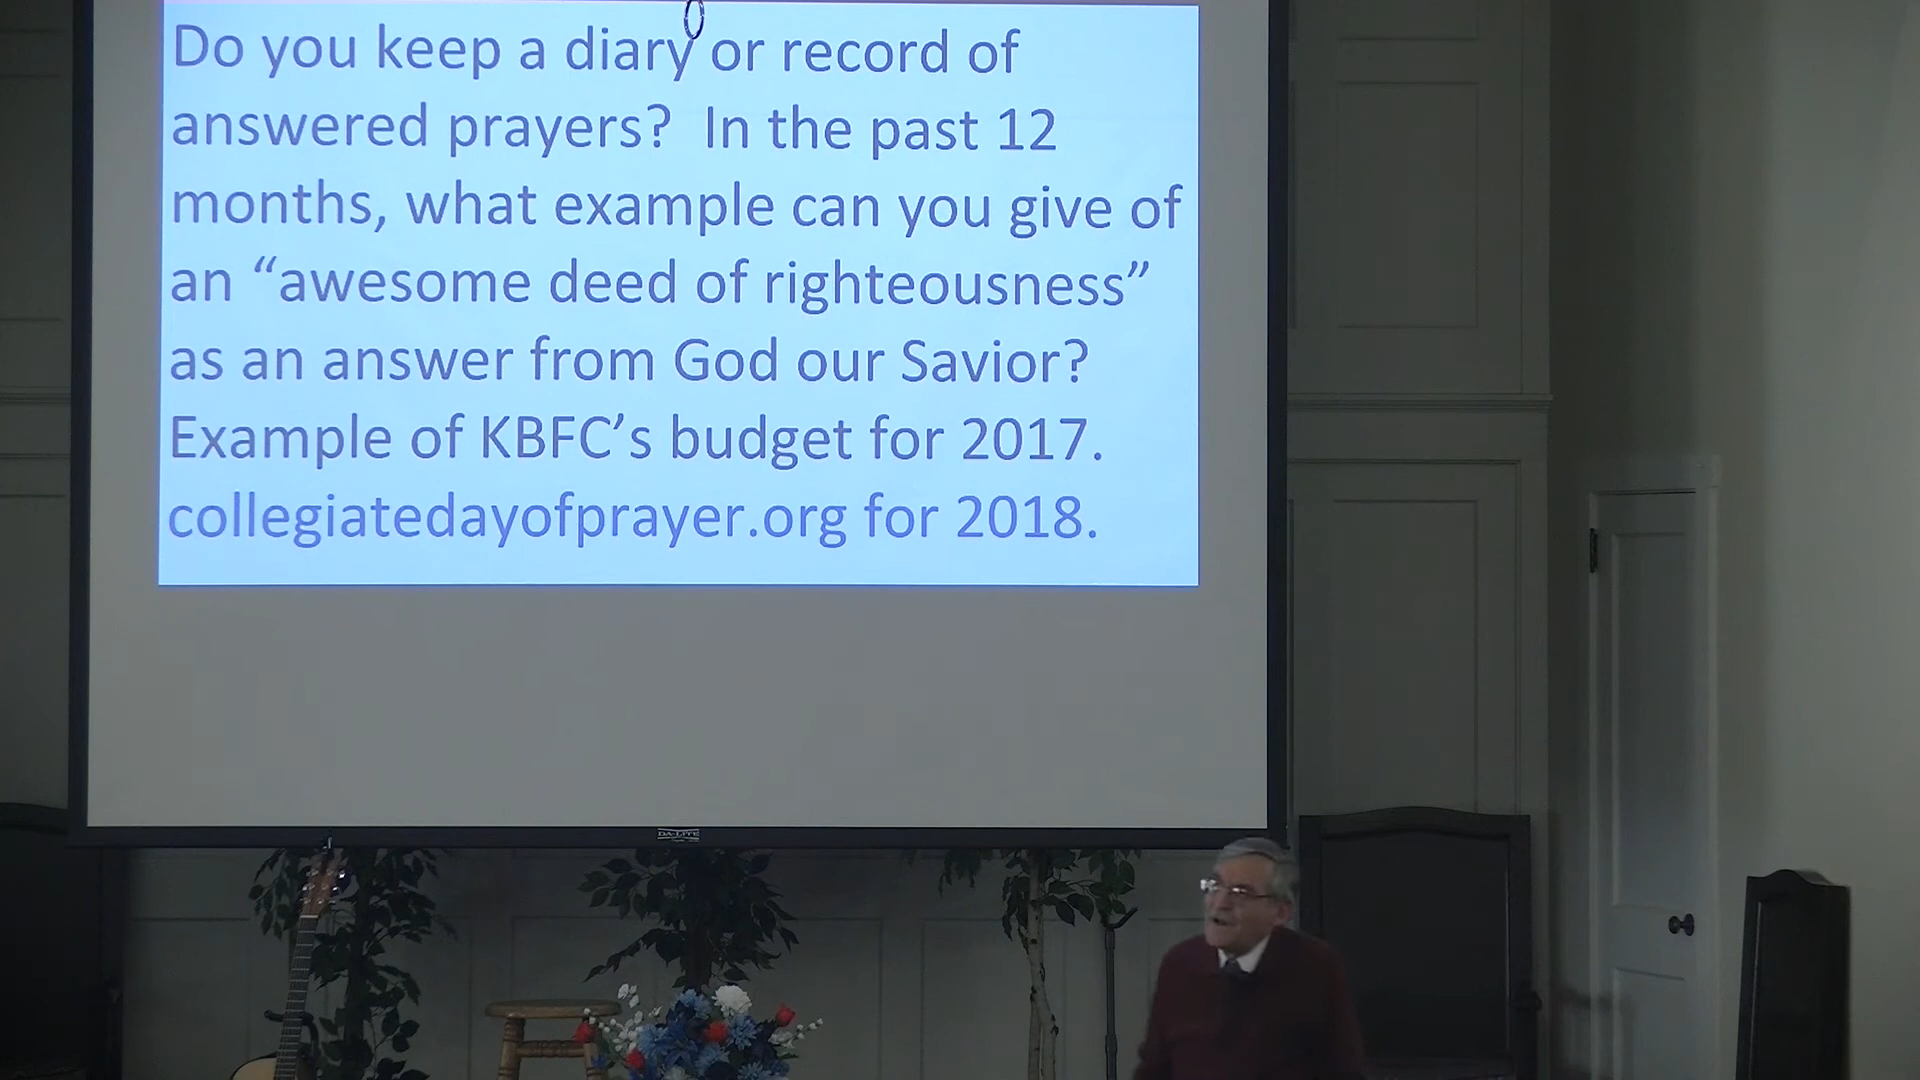 Do you keep a diary or record of
answered prayers?  In the past 12
months, what example can you give of
an “awesome deed of righteousness”
as an answer from God our Savior?
Example of KBFC’s budget for 2017.
collegiatedayofprayer.org for 2018.
DA-LITE